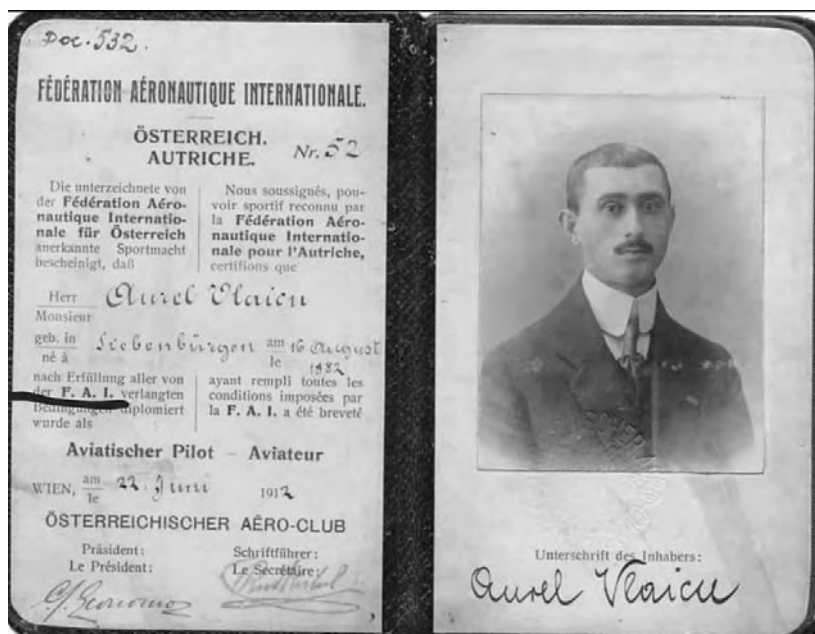 Doc. 532.
FÉDÉRATION AÉRONAUTIQUE INTERNATIONALE.
ÖSTERREICH.
AUTRICHE.
Nr. 52
Die unterzeichnete von
der Fédération Aéro-
nautique Internatio-
nale für Österreich
anerkannte Sportmacht
bescheinigt, daß
Nous soussignés, pou-
voir sportif reconnu par
la Fédération Aéro-
nautique Internatio-
nale pour l'Autriche,
certifions que
Herr
Monsieur
Aurel Vlaicu
geb. in
né à
Siebenbürgen
am
le
16 August
1882
nach Erfüllung aller von
der F. A. I. verlangten
Bedingungen diplomiert
wurde als
ayant rempli toutes les
conditions imposées par
la F. A. I. a été breveté
Aviatischer Pilot – Aviateur
WIEN, am
le
22. Juni 1912
ÖSTERREICHISCHER AËRO-CLUB
Präsident:
Le Président:
Schriftführer:
Le Secrétaire:
Unterschrift des Inhabers:
Aurel Vlaicu